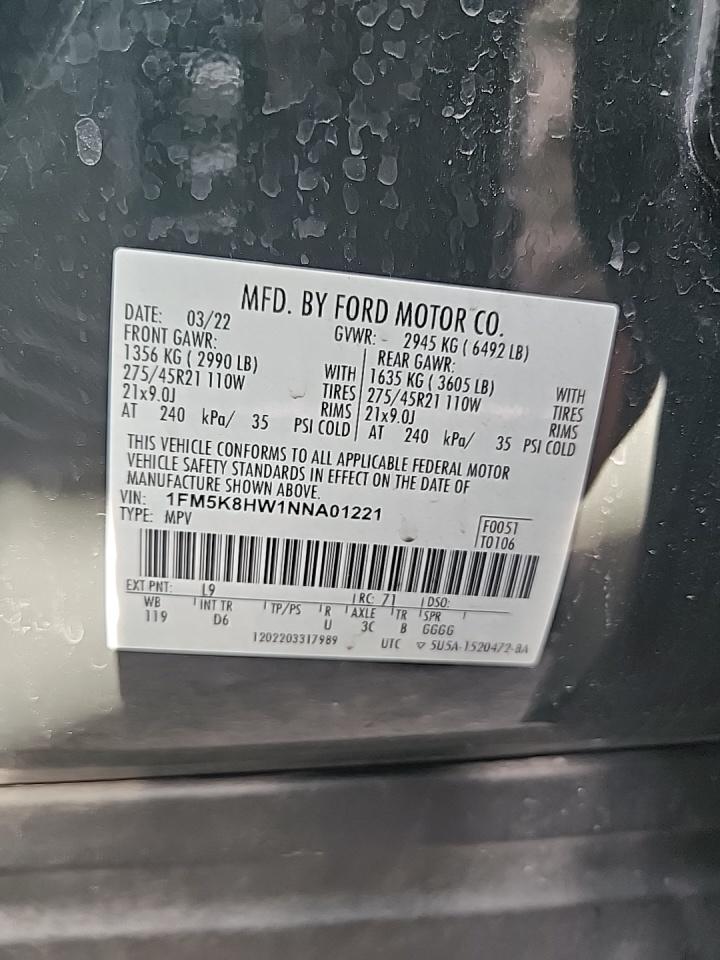 MFD. BY FORD MOTOR CO.
DATE: 03/22 GVWR: 2945 KG ( 6492 LB)
FRONT GAWR: REAR GAWR:
1356 KG ( 2990 LB) WITH 1635 KG ( 3605 LB) WITH
275/45R21 110W TIRES 275/45R21 110W TIRES
21x9.0J RIMS 21x9.0J RIMS
AT 240 kPa/ 35 PSI COLD AT 240 kPa/ 35 PSI COLD
THIS VEHICLE CONFORMS TO ALL APPLICABLE FEDERAL MOTOR
VEHICLE SAFETY STANDARDS IN EFFECT ON THE DATE OF
MANUFACTURE SHOWN ABOVE.
VIN: 1FM5K8HW1NNA01221 F0051
TYPE: MPV T0106
EXT PNT: L9 RC: 71 DSO:
WB INT TR TP/PS R AXLE TR SPR
119 D6 U 3C B GGGG
1202203317989 UTC ▽ 5U5A-1520472-BA